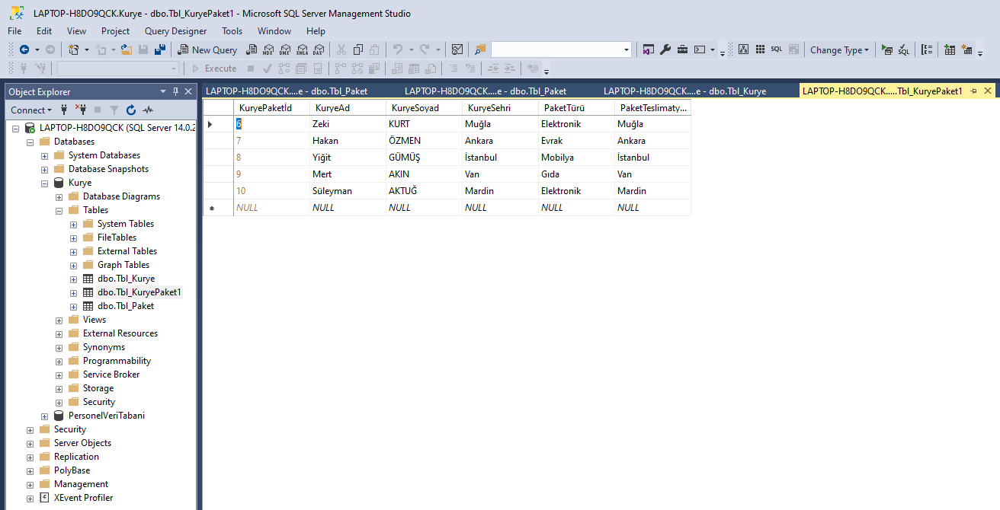 LAPTOP-H8DO9QCK.Kurye - dbo.Tbl_KuryePaket1 - Microsoft SQL Server Management Studio
File Edit View Project Query Designer Tools Window Help
New Query MDX DMX XMLA DAX SQL Change Type SQL
Execute
Object Explorer
Connect
LAPTOP-H8DO9QCK (SQL Server 14.0.2
Databases
System Databases
Database Snapshots
Kurye
Database Diagrams
Tables
System Tables
FileTables
External Tables
Graph Tables
dbo.Tbl_Kurye
dbo.Tbl_KuryePaket1
dbo.Tbl_Paket
Views
External Resources
Synonyms
Programmability
Service Broker
Storage
Security
PersonelVeriTabani
Security
Server Objects
Replication
PolyBase
Management
XEvent Profiler
LAPTOP-H8DO9QCK....e - dbo.Tbl_Paket LAPTOP-H8DO9QCK....e - dbo.Tbl_Paket LAPTOP-H8DO9QCK....e - dbo.Tbl_Kurye LAPTOP-H8DO9QCK.....Tbl_KuryePaket1
KuryePaketİd KuryeAd KuryeSoyad KuryeSehri PaketTürü PaketTeslimaty...
6 Zeki KURT Muğla Elektronik Muğla
7 Hakan ÖZMEN Ankara Evrak Ankara
8 Yiğit GÜMÜŞ İstanbul Mobilya İstanbul
9 Mert AKIN Van Gıda Van
10 Süleyman AKTUĞ Mardin Elektronik Mardin
NULL NULL NULL NULL NULL NULL